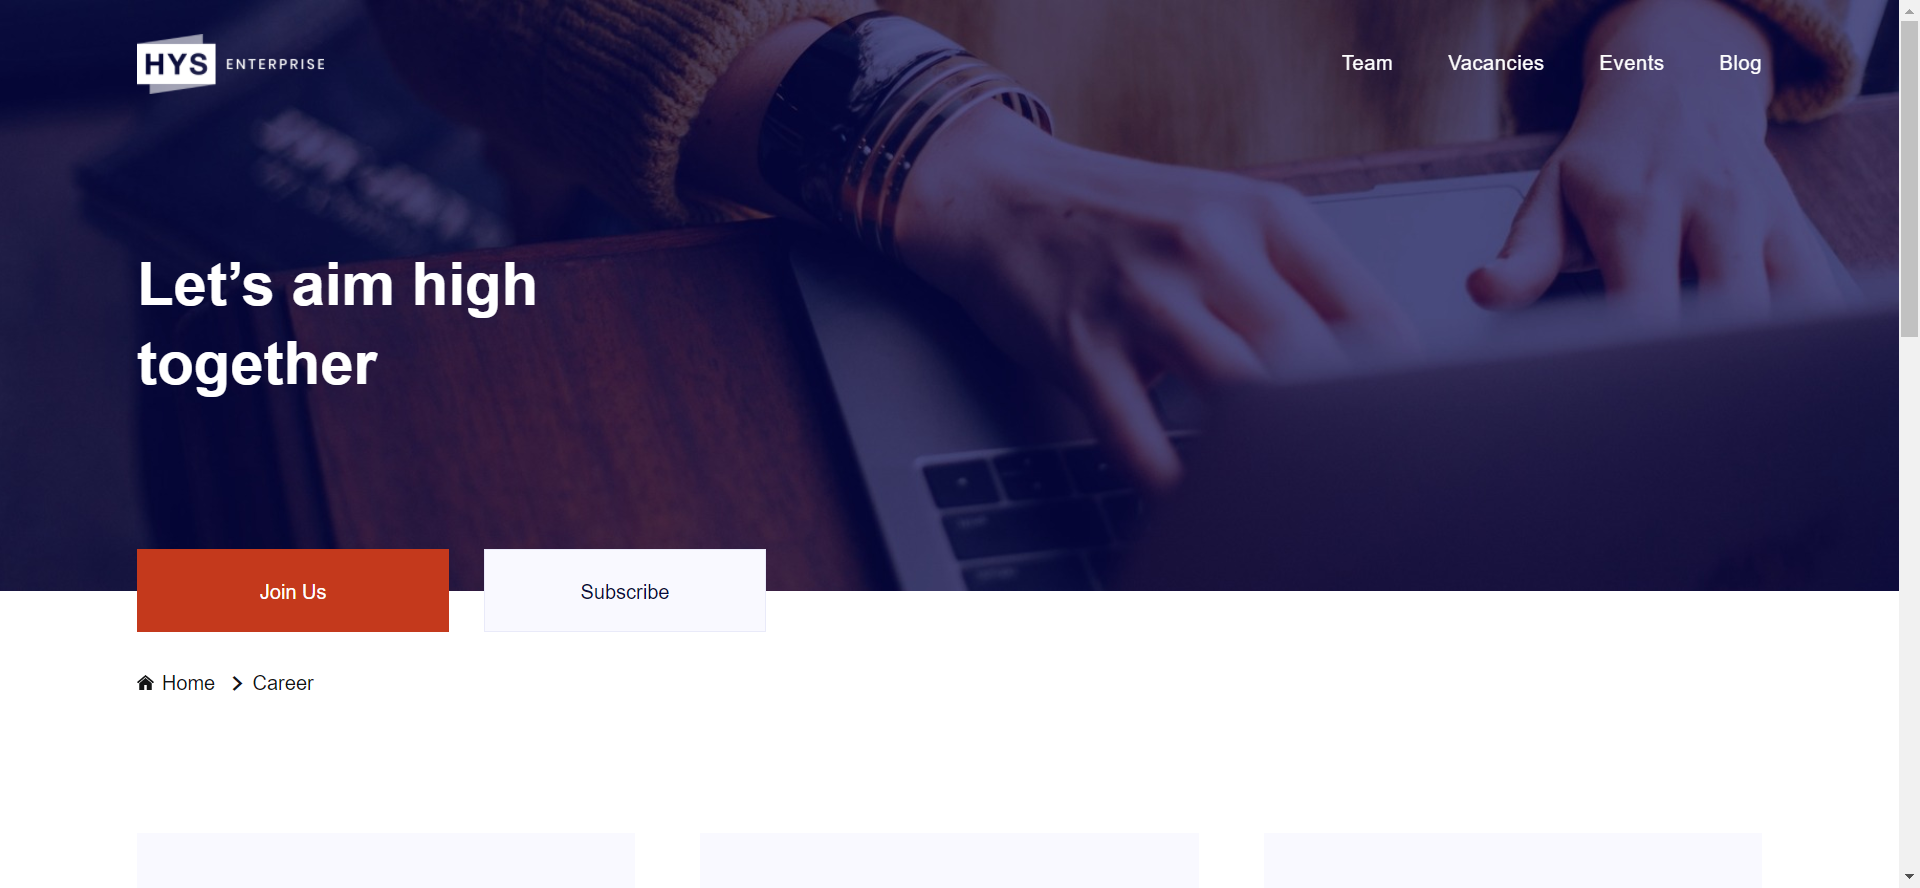 HYS ENTERPRISE
Team Vacancies Events Blog
Let’s aim high
together
Join Us Subscribe
Home Career